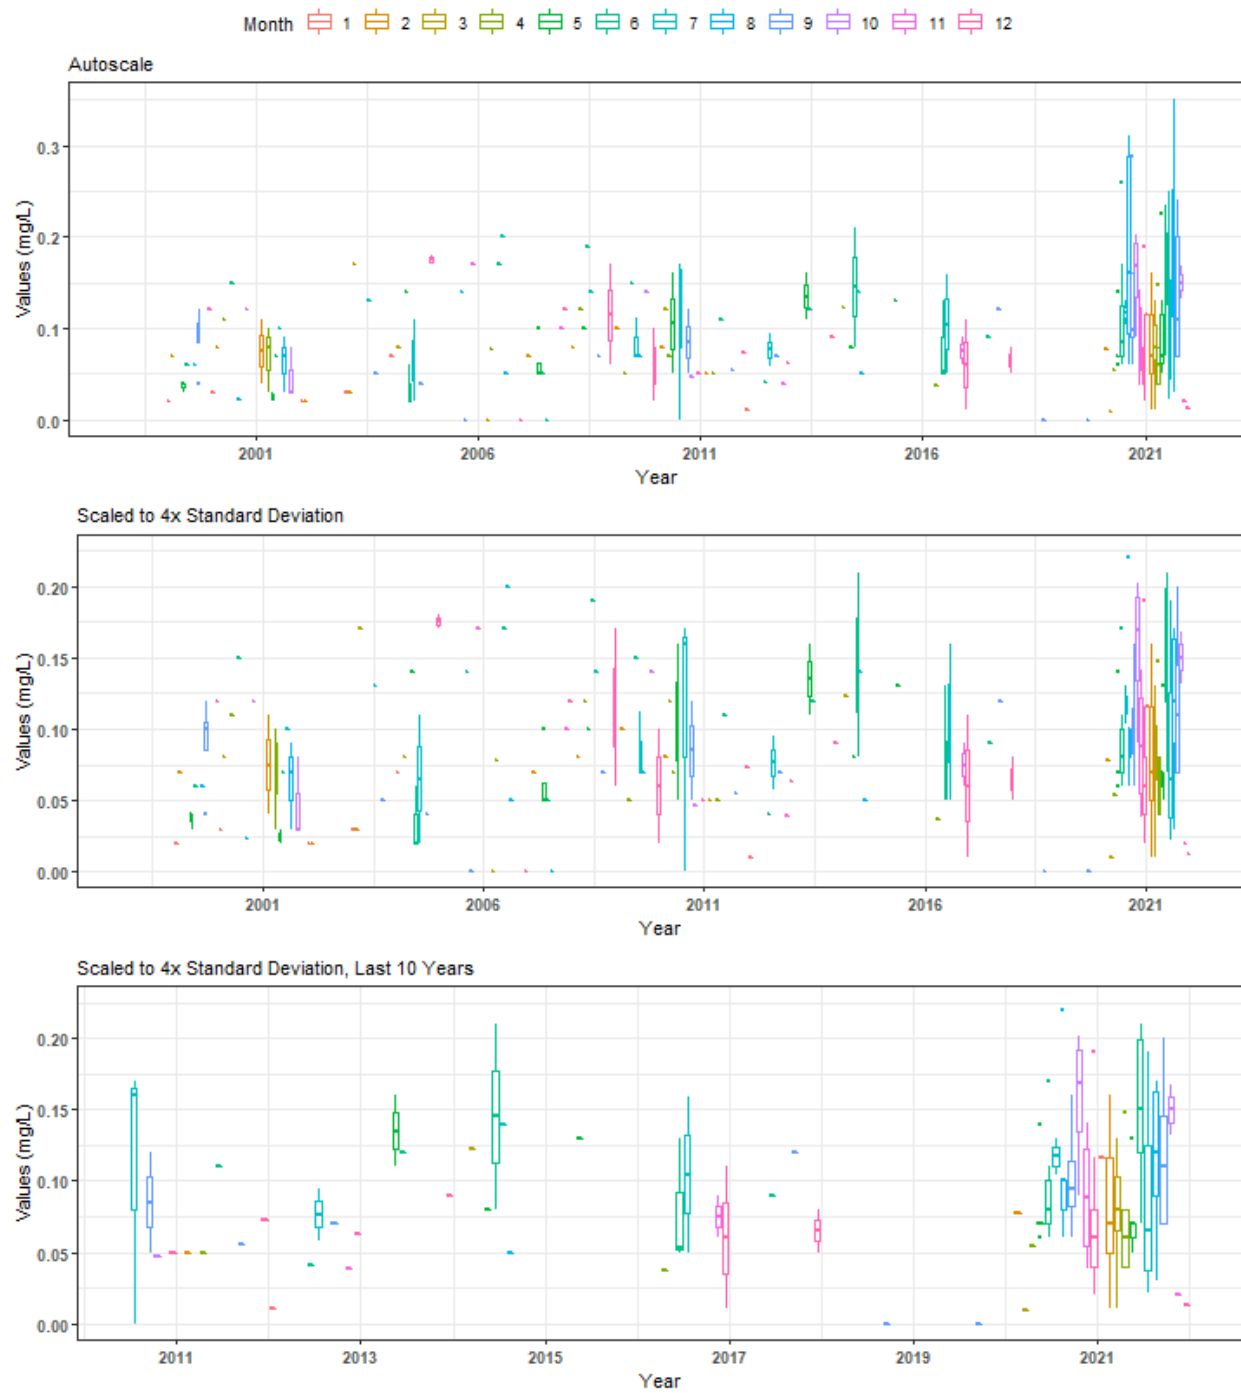 Month 1 2 3 4 5 6 7 8 9 10 11 12
Autoscale
Values (mg/L)
0.3
0.2
0.1
0.0
2001 2006 2011 2016 2021
Year
Scaled to 4x Standard Deviation
Values (mg/L)
0.20
0.15
0.10
0.05
0.00
2001 2006 2011 2016 2021
Year
Scaled to 4x Standard Deviation, Last 10 Years
Values (mg/L)
0.20
0.15
0.10
0.05
0.00
2011 2013 2015 2017 2019 2021
Year